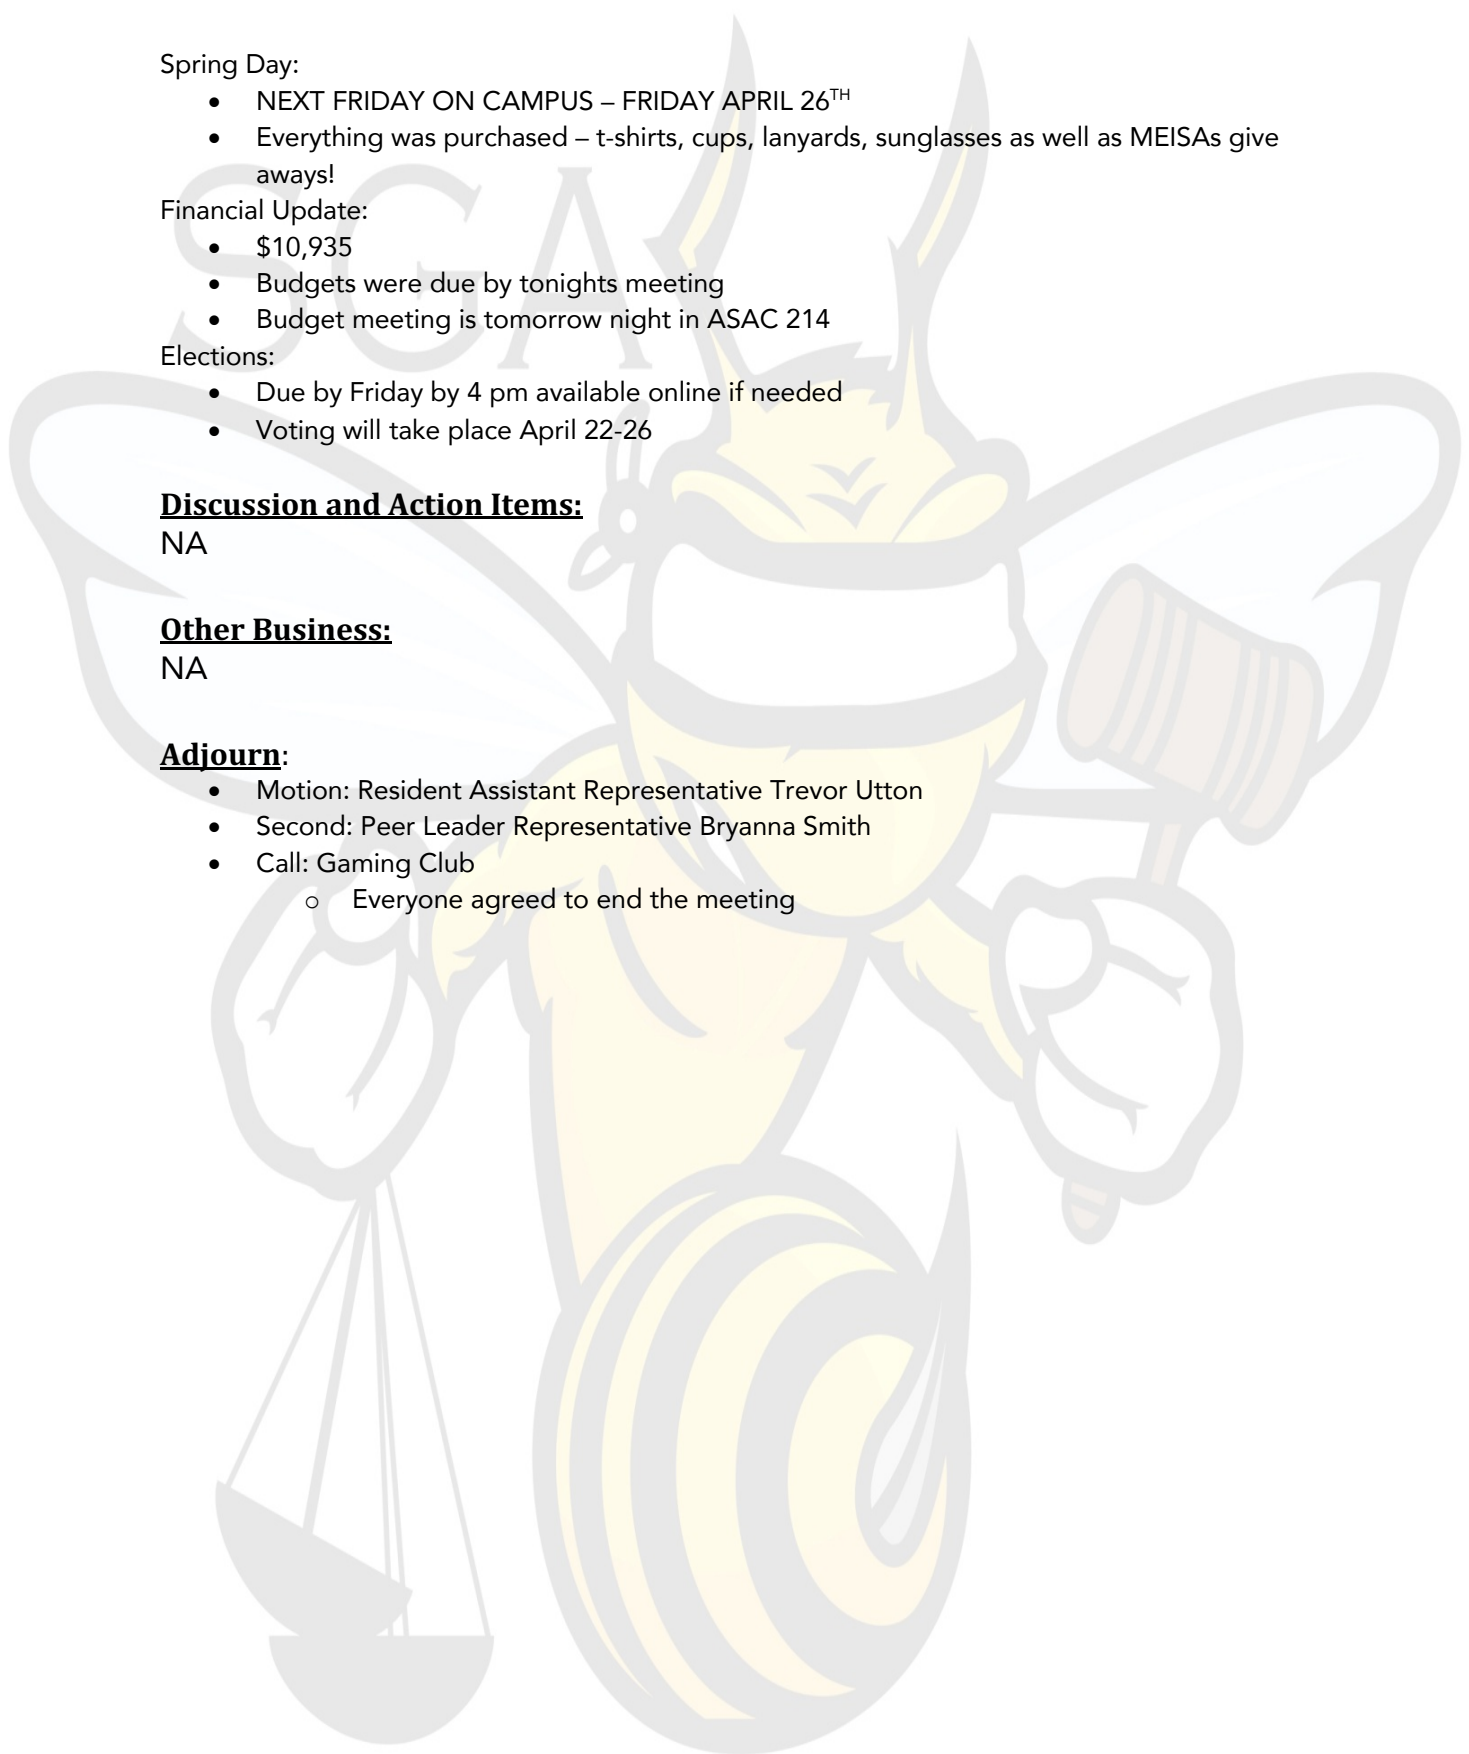 SGA
Spring Day:
• NEXT FRIDAY ON CAMPUS – FRIDAY APRIL 26TH
• Everything was purchased – t-shirts, cups, lanyards, sunglasses as well as MEISAs give
aways!
Financial Update:
• $10,935
• Budgets were due by tonights meeting
• Budget meeting is tomorrow night in ASAC 214
Elections:
• Due by Friday by 4 pm available online if needed
• Voting will take place April 22-26
Discussion and Action Items:
NA
Other Business:
NA
Adjourn:
• Motion: Resident Assistant Representative Trevor Utton
• Second: Peer Leader Representative Bryanna Smith
• Call: Gaming Club
o Everyone agreed to end the meeting